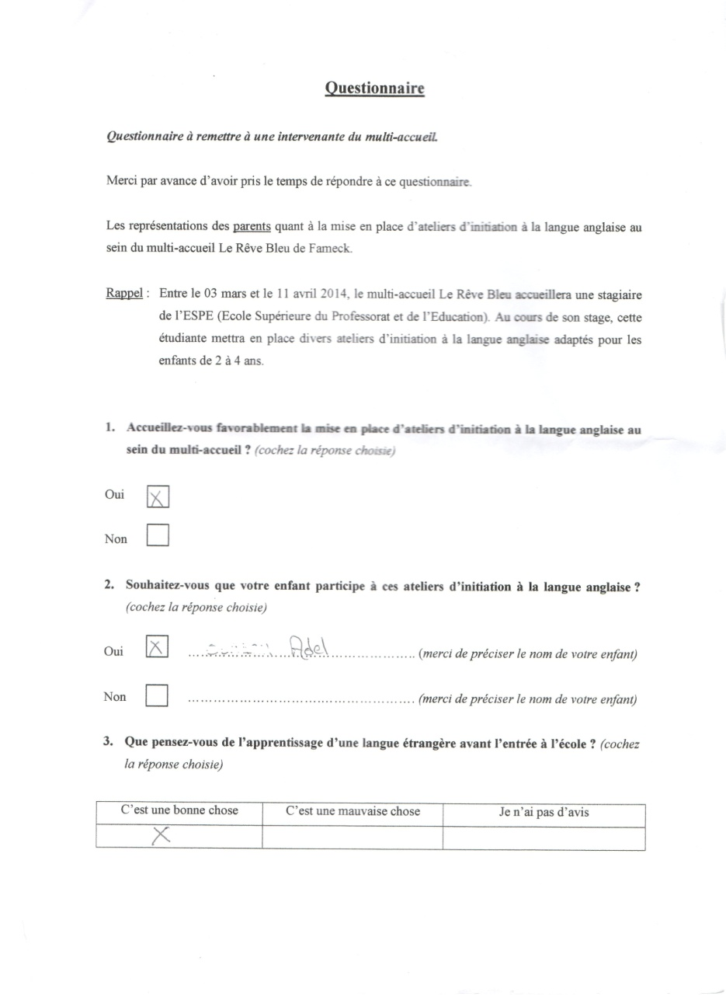 Questionnaire
Questionnaire à remettre à une intervenante du multi-accueil.
Merci par avance d'avoir pris le temps de répondre à ce questionnaire.
Les représentations des parents quant à la mise en place d'ateliers d'initiation à la langue anglaise au
sein du multi-accueil Le Rêve Bleu de Fameck.
Rappel : Entre le 03 mars et le 11 avril 2014, le multi-accueil Le Rêve Bleu accueillera une stagiaire
de l'ESPE (Ecole Supérieure du Professorat et de l'Education). Au cours de son stage, cette
étudiante mettra en place divers ateliers d'initiation à la langue anglaise adaptés pour les
enfants de 2 à 4 ans.
1. Accueillez-vous favorablement la mise en place d'ateliers d'initiation à la langue anglaise au
sein du multi-accueil ? (cochez la réponse choisie)
Oui X
Non
2. Souhaitez-vous que votre enfant participe à ces ateliers d'initiation à la langue anglaise ?
(cochez la réponse choisie)
Oui X Adel (merci de préciser le nom de votre enfant)
Non (merci de préciser le nom de votre enfant)
3. Que pensez-vous de l'apprentissage d'une langue étrangère avant l'entrée à l'école ? (cochez
la réponse choisie)
C'est une bonne chose C'est une mauvaise chose Je n'ai pas d'avis
X